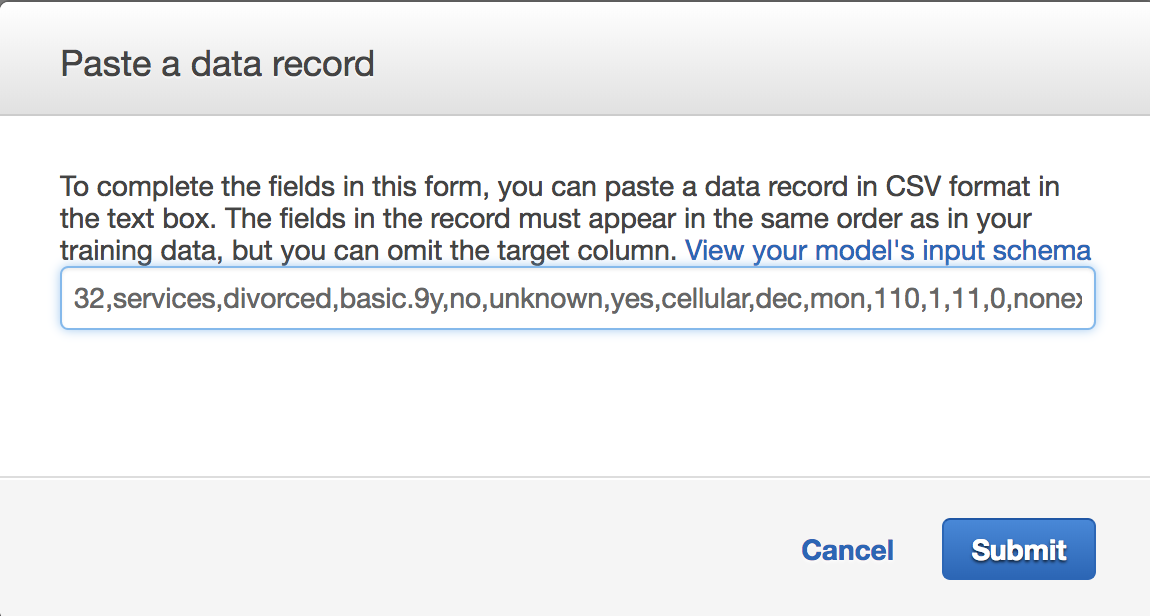 Paste a data record
To complete the fields in this form, you can paste a data record in CSV format in
the text box. The fields in the record must appear in the same order as in your
training data, but you can omit the target column. View your model's input schema
32,services,divorced,basic.9y,no,unknown,yes,cellular,dec,mon,110,1,11,0,nonex
Cancel
Submit